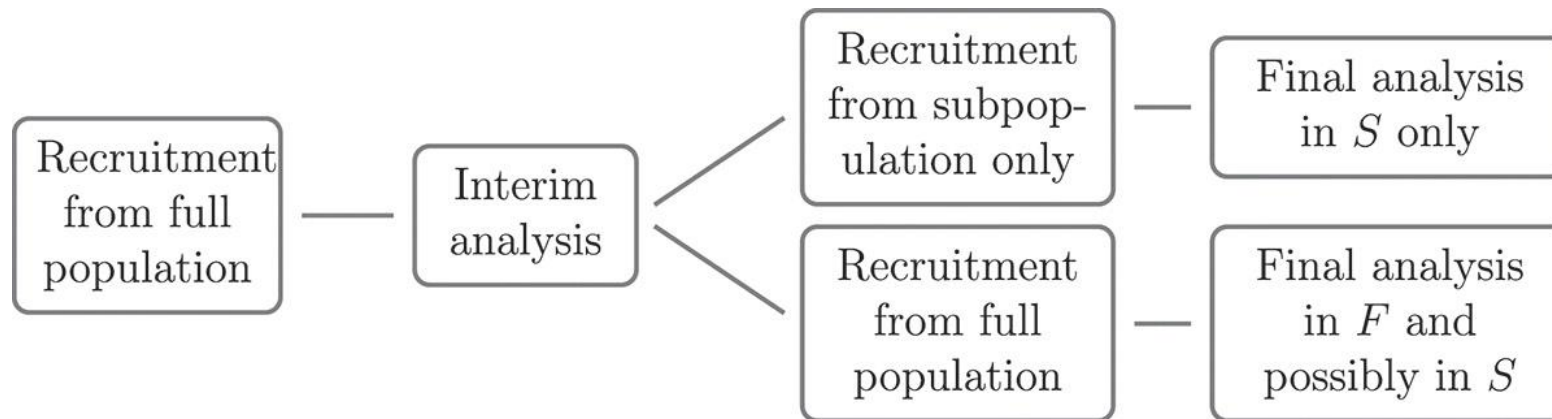 Recruitment
from full
population
Interim
analysis
Recruitment
from subpop-
ulation only
Final analysis
in S only
Recruitment
from full
population
Final analysis
in F and
possibly in S